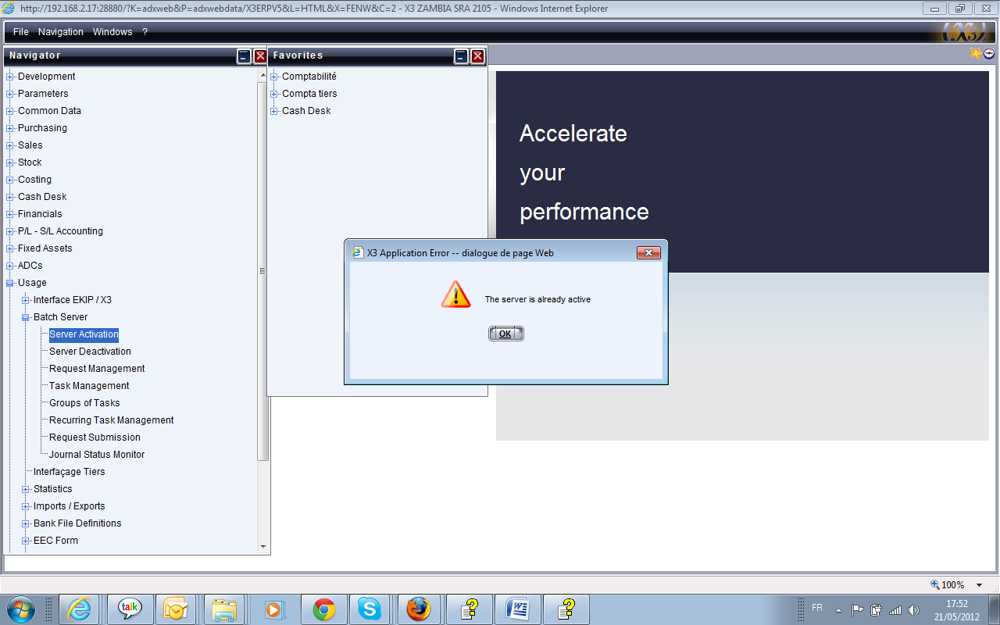 http://192.168.2.17:28880/?K=adxweb&P=adxwebdata/X3ERPV5&L=HTML&X=FENW&C=2 - X3 ZAMBIA SRA 2105 - Windows Internet Explorer
File Navigation Windows ?
X3
Navigator
Development
Parameters
Common Data
Purchasing
Sales
Stock
Costing
Cash Desk
Financials
P/L - S/L Accounting
Fixed Assets
ADCs
Usage
Interface EKIP / X3
Batch Server
Server Activation
Server Deactivation
Request Management
Task Management
Groups of Tasks
Recurring Task Management
Request Submission
Journal Status Monitor
Interfaçage Tiers
Statistics
Imports / Exports
Bank File Definitions
EEC Form
Favorites
Comptabilité
Compta tiers
Cash Desk
Accelerate
your
performance
X3 Application Error -- dialogue de page Web
The server is already active
OK
100%
talk
FR
17:52
21/05/2012